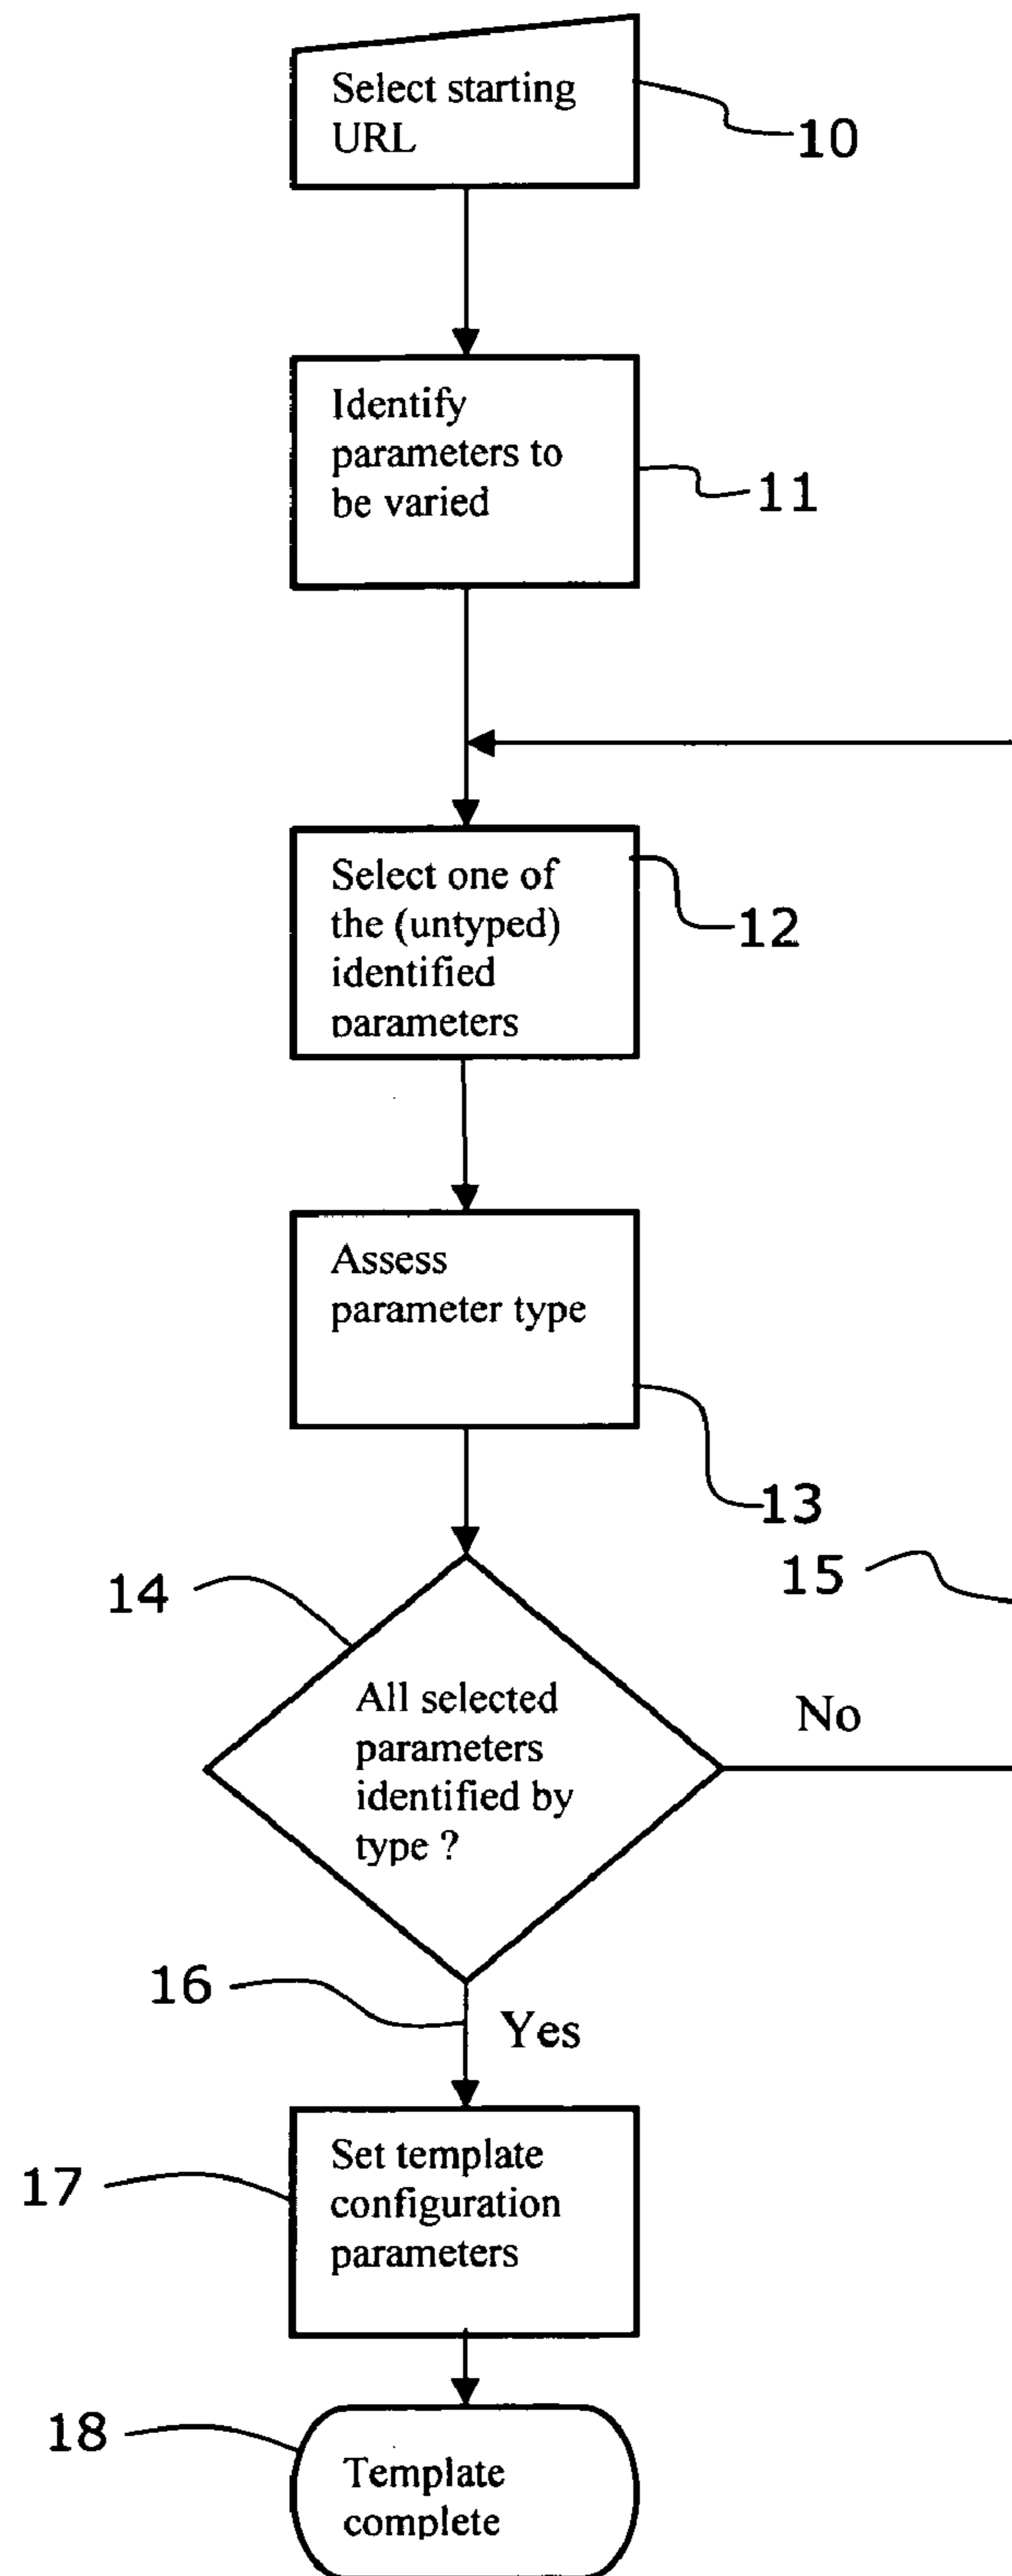 Select starting
URL
10
Identify
parameters to
be varied
11
Select one of
the (untyped)
identified
parameters
12
Assess
parameter type
13
14
15
All selected
parameters
identified by
type ?
No
16
Yes
Set template
configuration
parameters
17
18
Template
complete